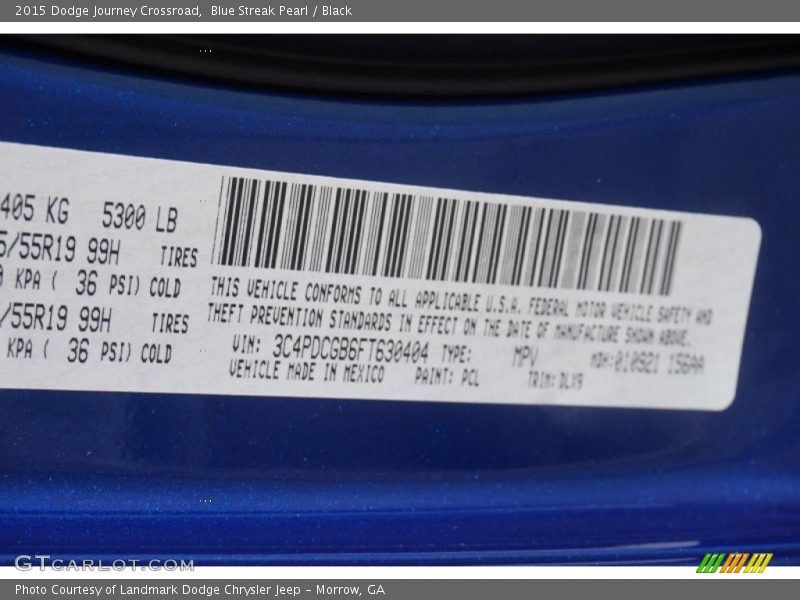 2015 Dodge Journey Crossroad, Blue Streak Pearl / Black
405 KG 5300 LB
/55R19 99H TIRES
KPA ( 36 PSI) COLD
/55R19 99H TIRES
KPA ( 36 PSI) COLD
THIS VEHICLE CONFORMS TO ALL APPLICABLE U.S.A. FEDERAL MOTOR VEHICLE SAFETY AND
THEFT PREVENTION STANDARDS IN EFFECT ON THE DATE OF MANUFACTURE SHOWN ABOVE.
VIN: 3C4PDCGB6FT630404 TYPE: MPV MDH:010921 156AA
VEHICLE MADE IN MEXICO PAINT: PCL TRIM: DLX9
GTCARLOT.COM
Photo Courtesy of Landmark Dodge Chrysler Jeep – Morrow, GA